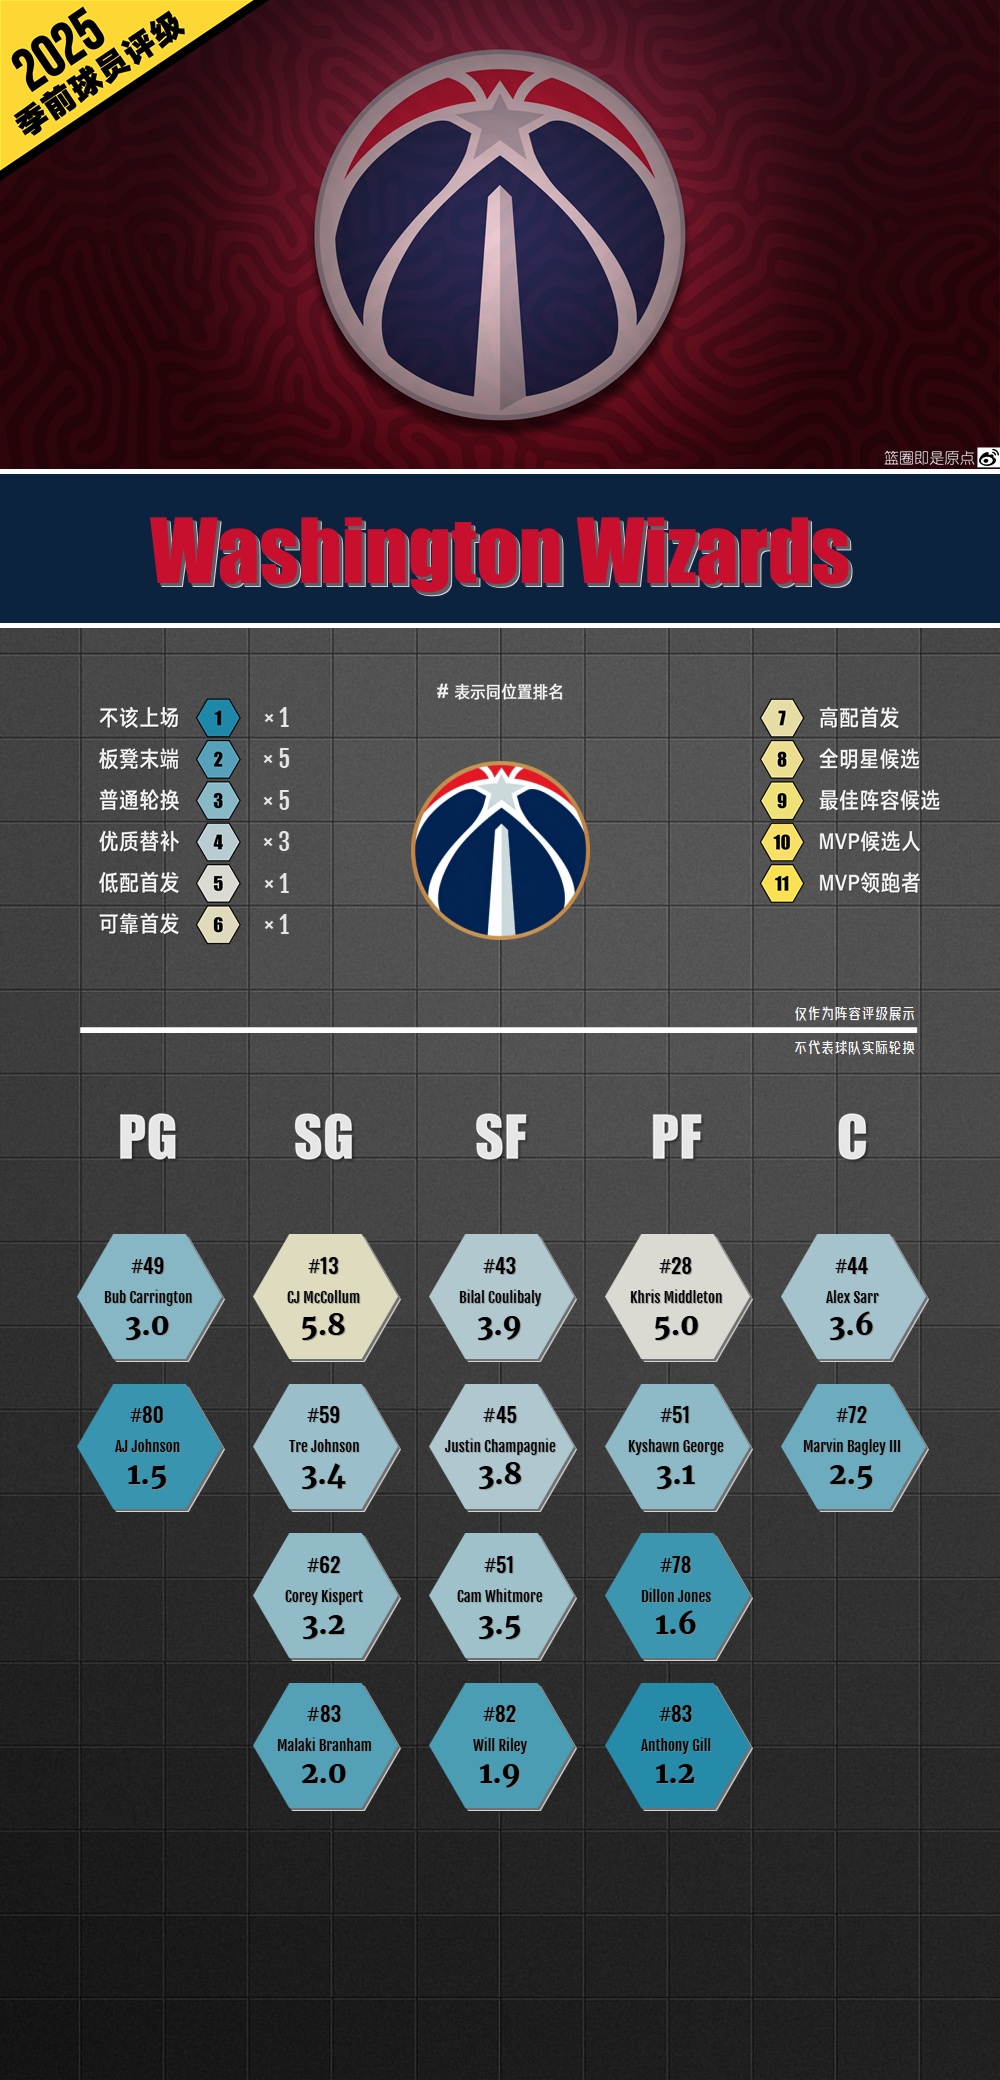 2025
季前球员评级
篮圈即是原点
Washington Wizards
# 表示同位置排名
不该上场 1 ×1
板凳末端 2 ×5
普通轮换 3 ×5
优质替补 4 ×3
低配首发 5 ×1
可靠首发 6 ×1
7 高配首发
8 全明星候选
9 最佳阵容候选
10 MVP候选人
11 MVP领跑者
仅作为阵容评级展示
不代表球队实际轮换
PG SG SF PF C
#49 #13 #43 #28 #44
Bub Carrington CJ McCollum Bilal Coulibaly Khris Middleton Alex Sarr
3.0 5.8 3.9 5.0 3.6
#80 #59 #45 #51 #72
AJ Johnson Tre Johnson Justin Champagnie Kyshawn George Marvin Bagley III
1.5 3.4 3.8 3.1 2.5
#62 #51 #78
Corey Kispert Cam Whitmore Dillon Jones
3.2 3.5 1.6
#83 #82 #83
Malaki Branham Will Riley Anthony Gill
2.0 1.9 1.2